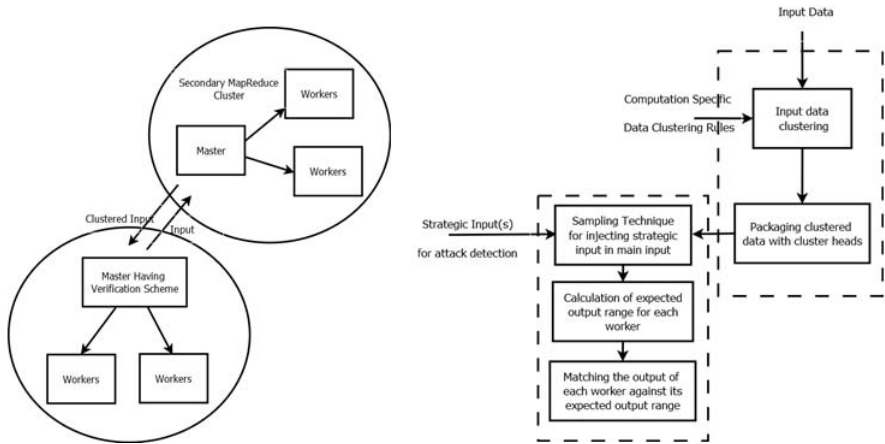 Secondary MapReduce
Cluster
Workers
Master
Workers
Clustered Input
Input
Master Having
Verification Scheme
Workers
Workers
Input Data
Computation Specific
Data Clustering Rules
Input data
clustering
Packaging clustered
data with cluster heads
Strategic Input(s)
for attack detection
Sampling Technique
for injecting strategic
input in main input
Calculation of expected
output range for each
worker
Matching the output of
each worker against its
expected output range